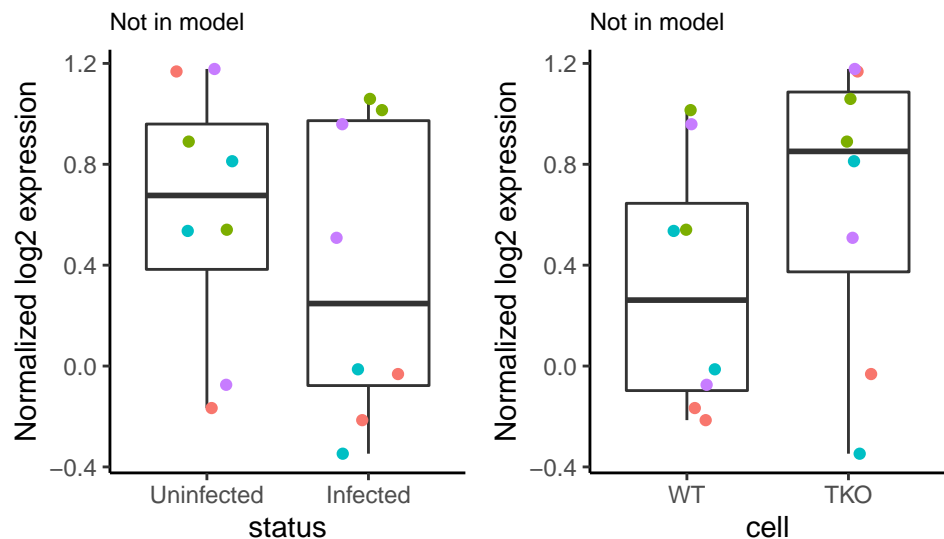 Not in model
Normalized log2 expression
1.2
0.8
0.4
0.0
−0.4
Uninfected
Infected
status
Not in model
Normalized log2 expression
1.2
0.8
0.4
0.0
−0.4
WT
TKO
cell